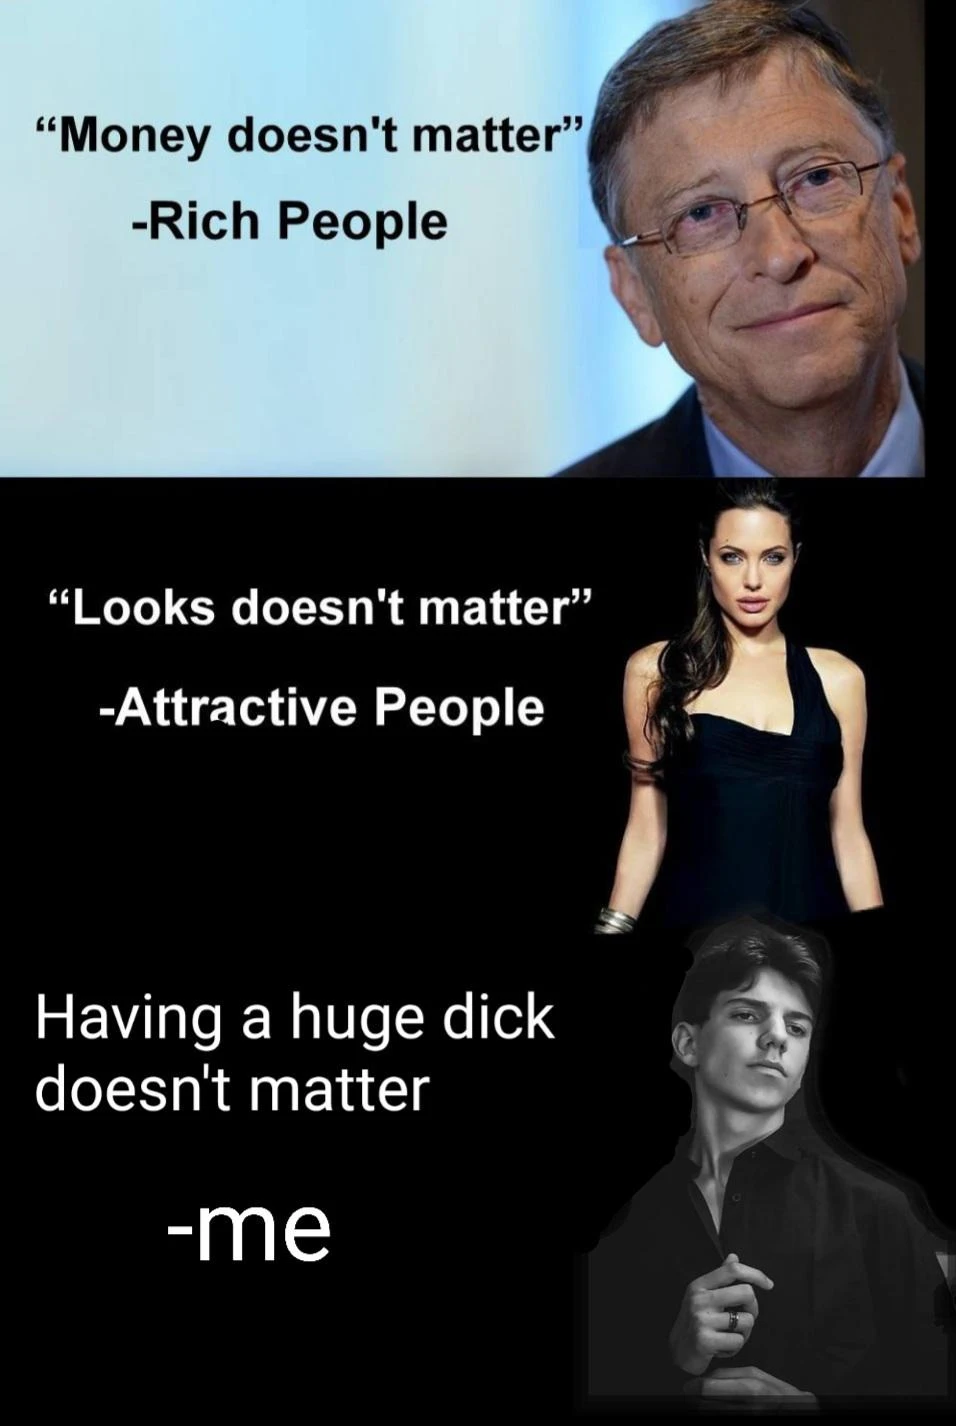 “Money doesn't matter”
-Rich People
“Looks doesn't matter”
-Attractive People
Having a huge dick
doesn't matter
-me